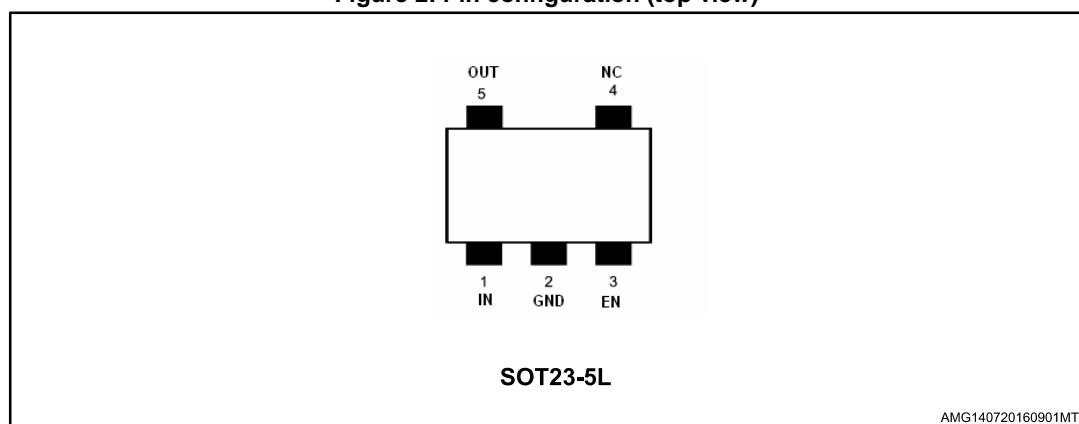 Figure 2. Pin configuration (top view)
OUT NC
5 4
1 2 3
IN GND EN
SOT23-5L
AMG140720160901MT